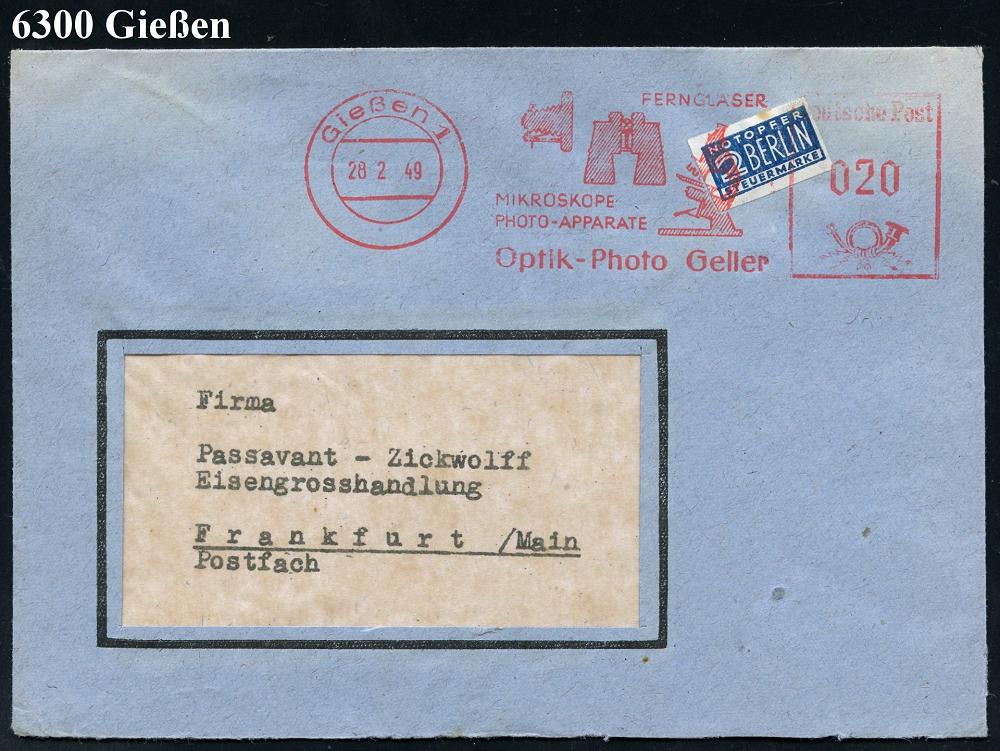 6300 Gießen
Gießen 1
28 2 49
FERNGLÄSER
MIKROSKOPE
PHOTO-APPARATE
Optik-Photo Geller
NOTOPFER
2 BERLIN
STEUERMARKE
Deutsche Post
020
Firma
Passavant - Zickwolff
Eisengrosshandlung
Frankfurt /Main
Postfach